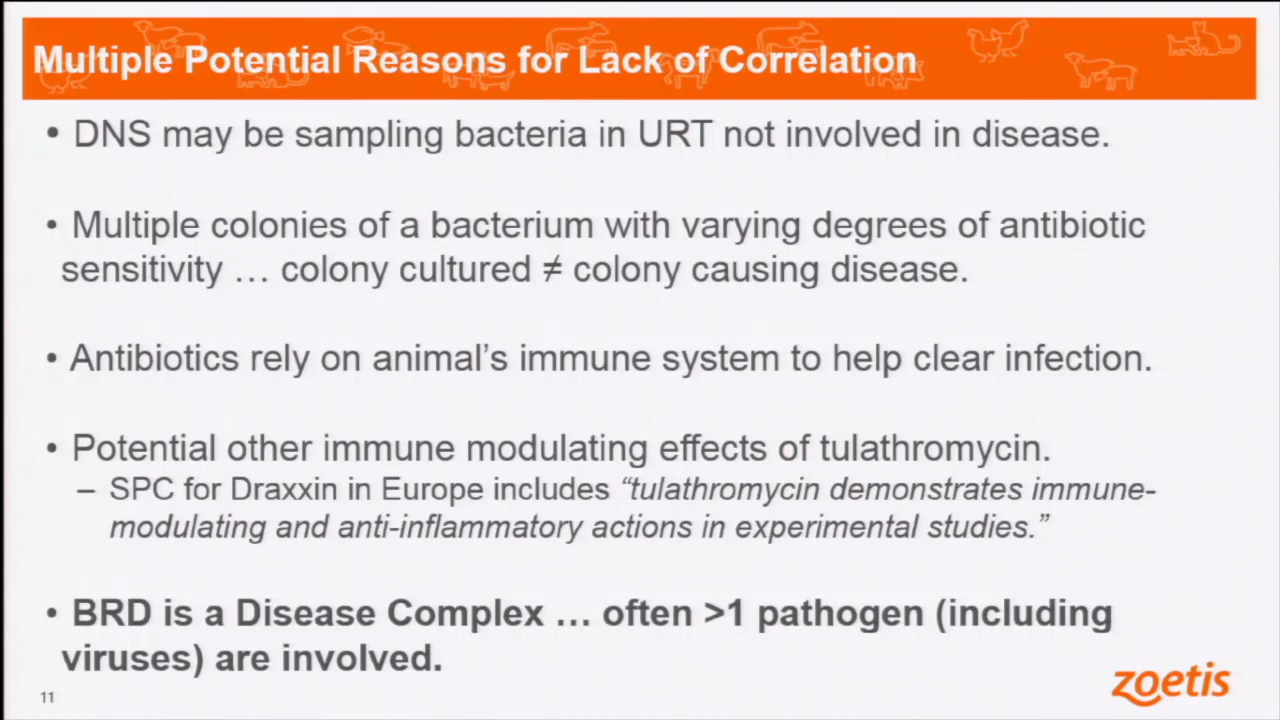 Multiple Potential Reasons for Lack of Correlation
• DNS may be sampling bacteria in URT not involved in disease.
• Multiple colonies of a bacterium with varying degrees of antibiotic
sensitivity … colony cultured ≠ colony causing disease.
• Antibiotics rely on animal's immune system to help clear infection.
• Potential other immune modulating effects of tulathromycin.
– SPC for Draxxin in Europe includes “tulathromycin demonstrates immune-
modulating and anti-inflammatory actions in experimental studies.”
• BRD is a Disease Complex … often >1 pathogen (including
viruses) are involved.
11
zoetis